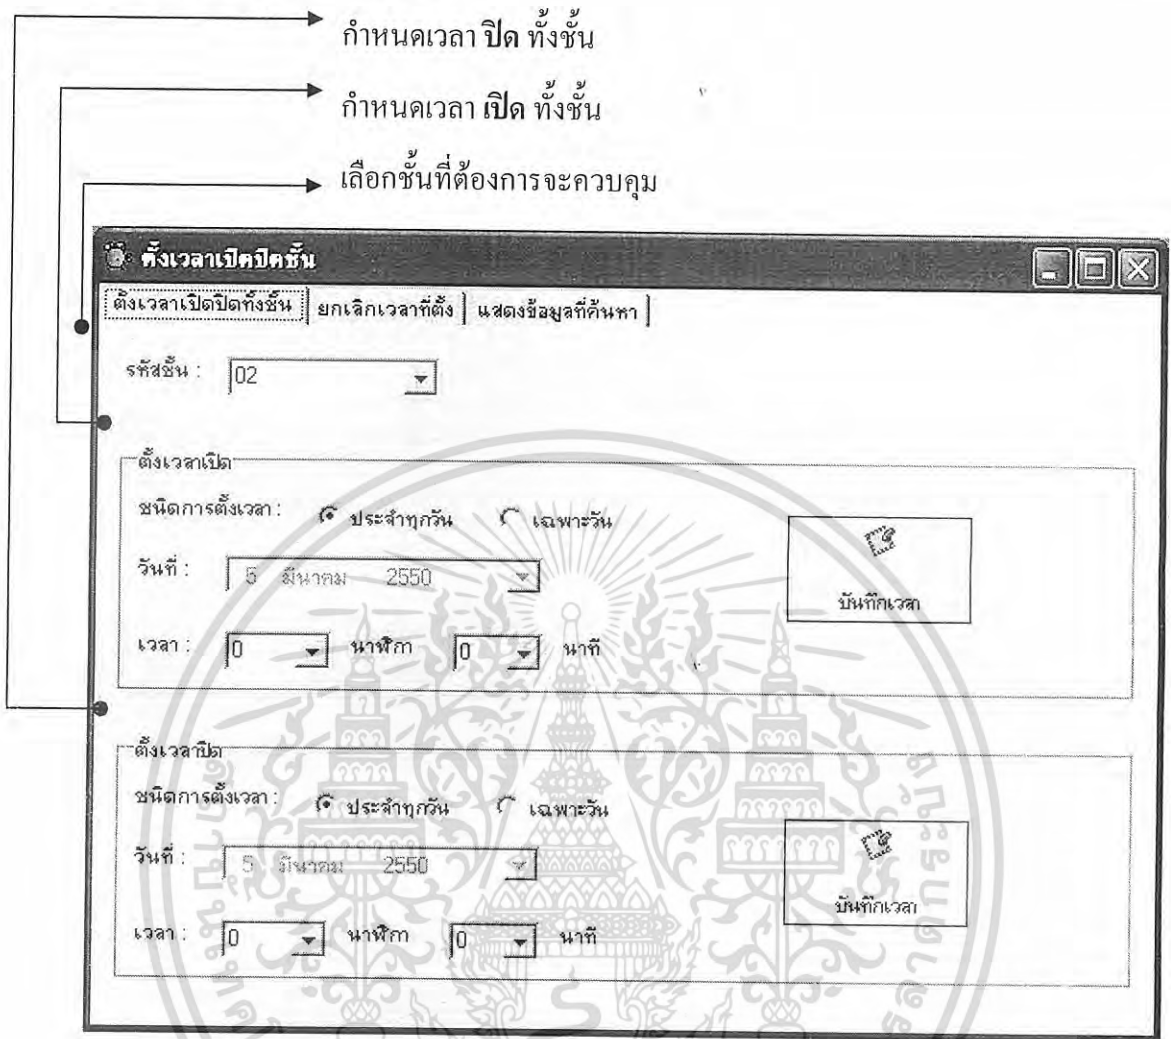 กำหนดเวลา ปิด ทั้งชั้น
กำหนดเวลา เปิด ทั้งชั้น
เลือกชั้นที่ต้องการจะควบคุม
ตั้งเวลาเปิดปิดชั้น
ตั้งเวลาเปิดปิดทั้งชั้น ยกเลิกเวลาที่ตั้ง แสดงข้อมูลที่ค้นหา
รหัสชั้น : 02
ตั้งเวลาเปิด
ชนิดการตั้งเวลา : ประจำทุกวัน เฉพาะวัน
วันที่ : 5 มีนาคม 2550
บันทึกเวลา
เวลา : 0 นาฬิกา 0 นาที
ตั้งเวลาปิด
ชนิดการตั้งเวลา : ประจำทุกวัน เฉพาะวัน
วันที่ : 5 มีนาคม 2550
บันทึกเวลา
เวลา : 0 นาฬิกา 0 นาที